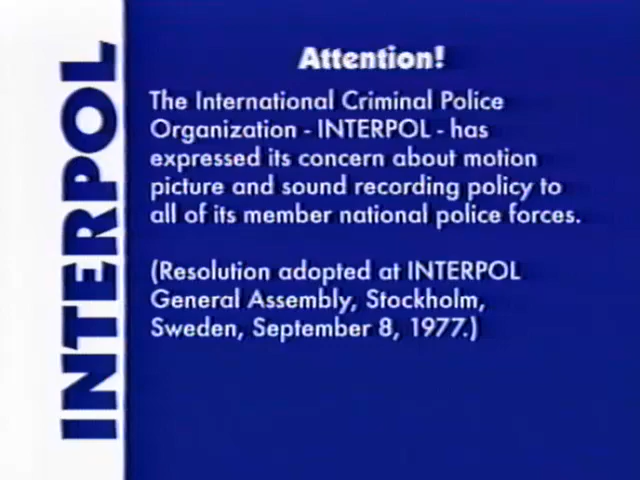 INTERPOL
Attention!
The International Criminal Police
Organization - INTERPOL - has
expressed its concern about motion
picture and sound recording policy to
all of its member national police forces.
(Resolution adopted at INTERPOL
General Assembly, Stockholm,
Sweden, September 8, 1977.)